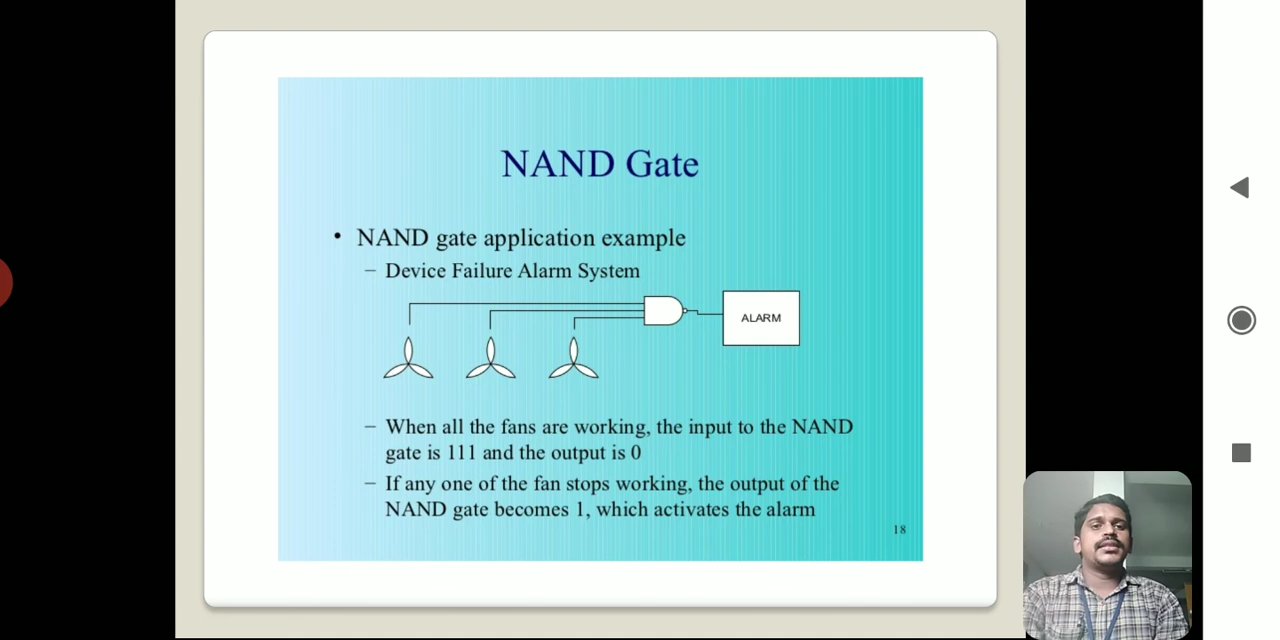 NAND Gate
• NAND gate application example
– Device Failure Alarm System
ALARM
– When all the fans are working, the input to the NAND
gate is 111 and the output is 0
– If any one of the fan stops working, the output of the
NAND gate becomes 1, which activates the alarm
18